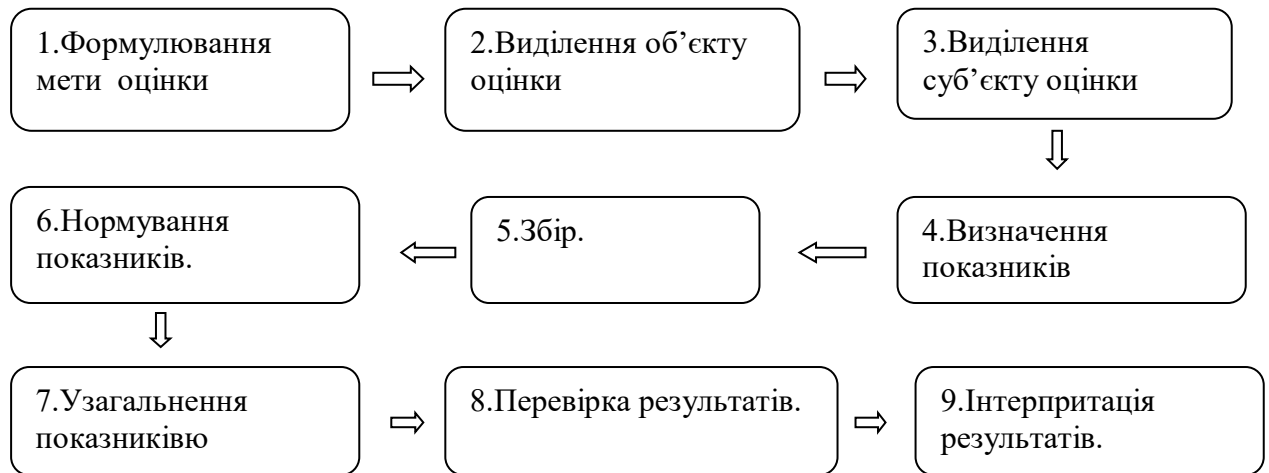 1.Формулювання
мети оцінки
2.Виділення об’єкту
оцінки
3.Виділення
суб’єкту оцінки
6.Нормування
показників.
5.Збір.
4.Визначення
показників
7.Узагальнення
показниківю
8.Перевірка результатів.
9.Інтерпритація
результатів.